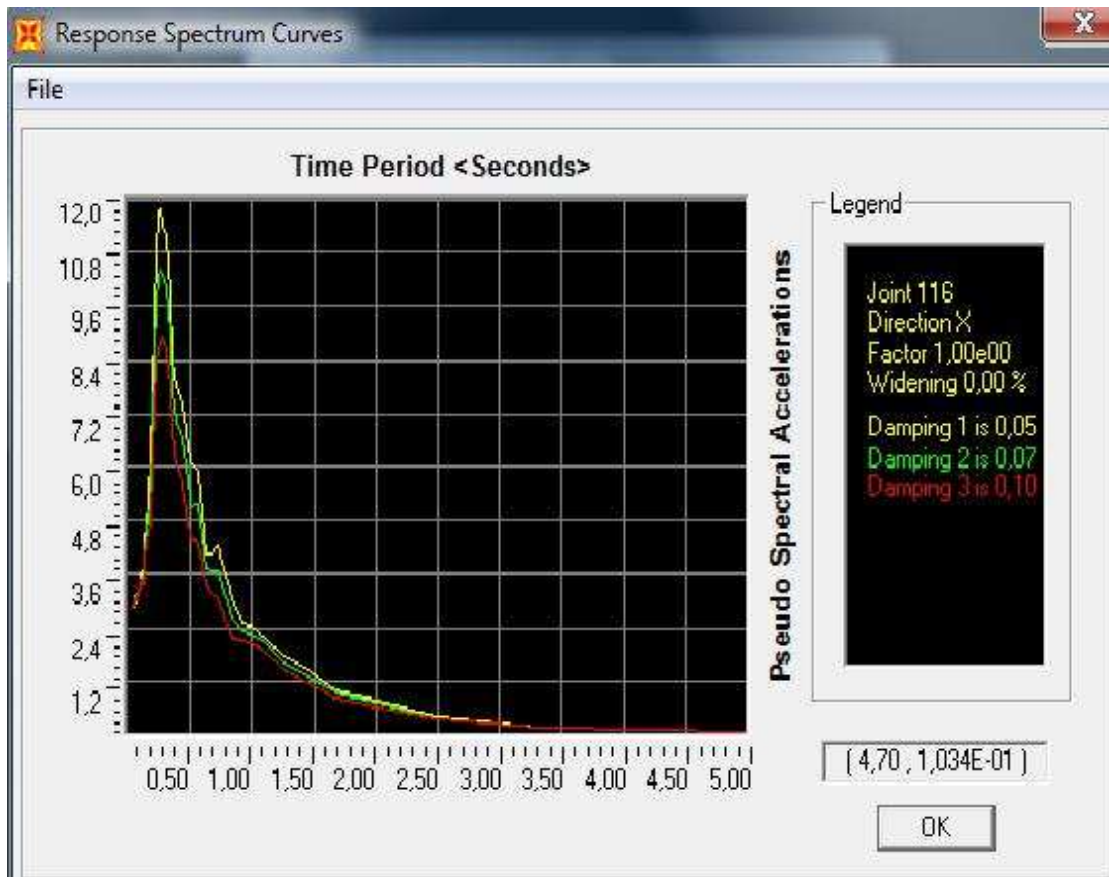 Response Spectrum Curves
File
Time Period <Seconds>
12,0
10,8
9,6
8,4
7,2
6,0
4,8
3,6
2,4
1,2
0,50 1,00 1,50 2,00 2,50 3,00 3,50 4,00 4,50 5,00
Pseudo Spectral Accelerations
Legend
Joint 116
Direction X
Factor 1,00e00
Widening 0,00 %
Damping 1 is 0,05
Damping 2 is 0,07
Damping 3 is 0,10
( 4,70 , 1,034E-01 )
OK